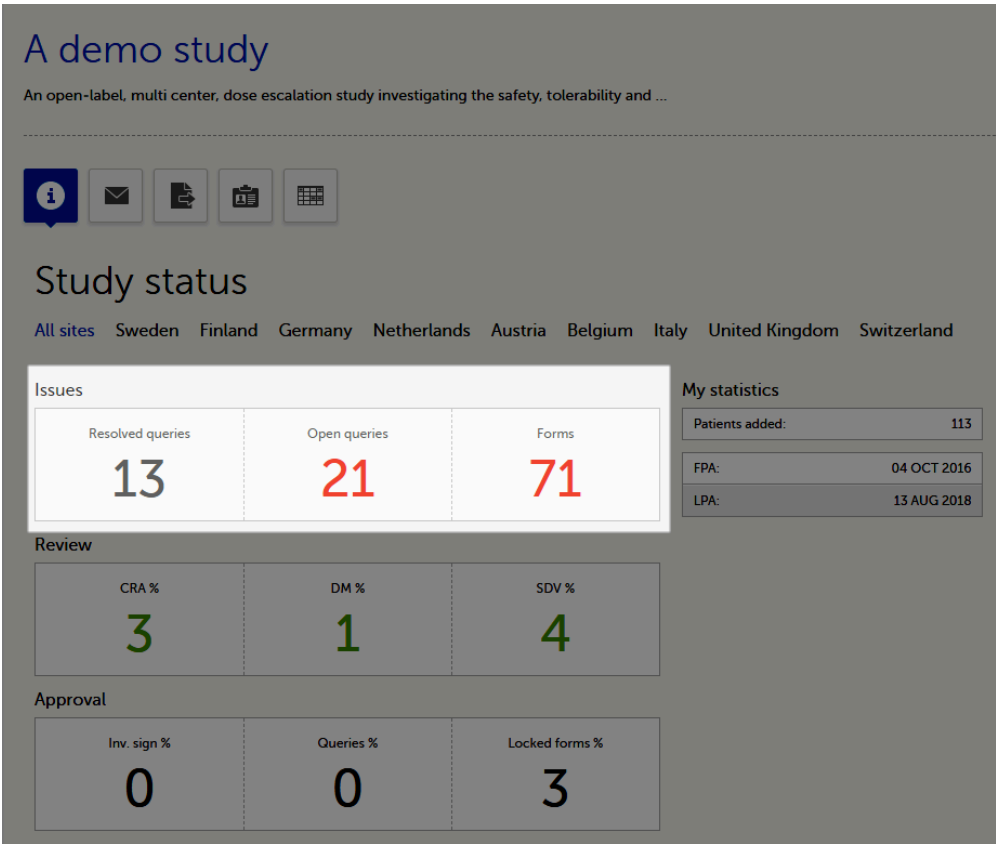 A demo study
An open-label, multi center, dose escalation study investigating the safety, tolerability and ...
Study status
All sites Sweden Finland Germany Netherlands Austria Belgium Italy United Kingdom Switzerland
Issues
Resolved queries Open queries Forms
13 21 71
My statistics
Patients added: 113
FPA: 04 OCT 2016
LPA: 13 AUG 2018
Review
CRA % DM % SDV %
3 1 4
Approval
Inv. sign % Queries % Locked forms %
0 0 3